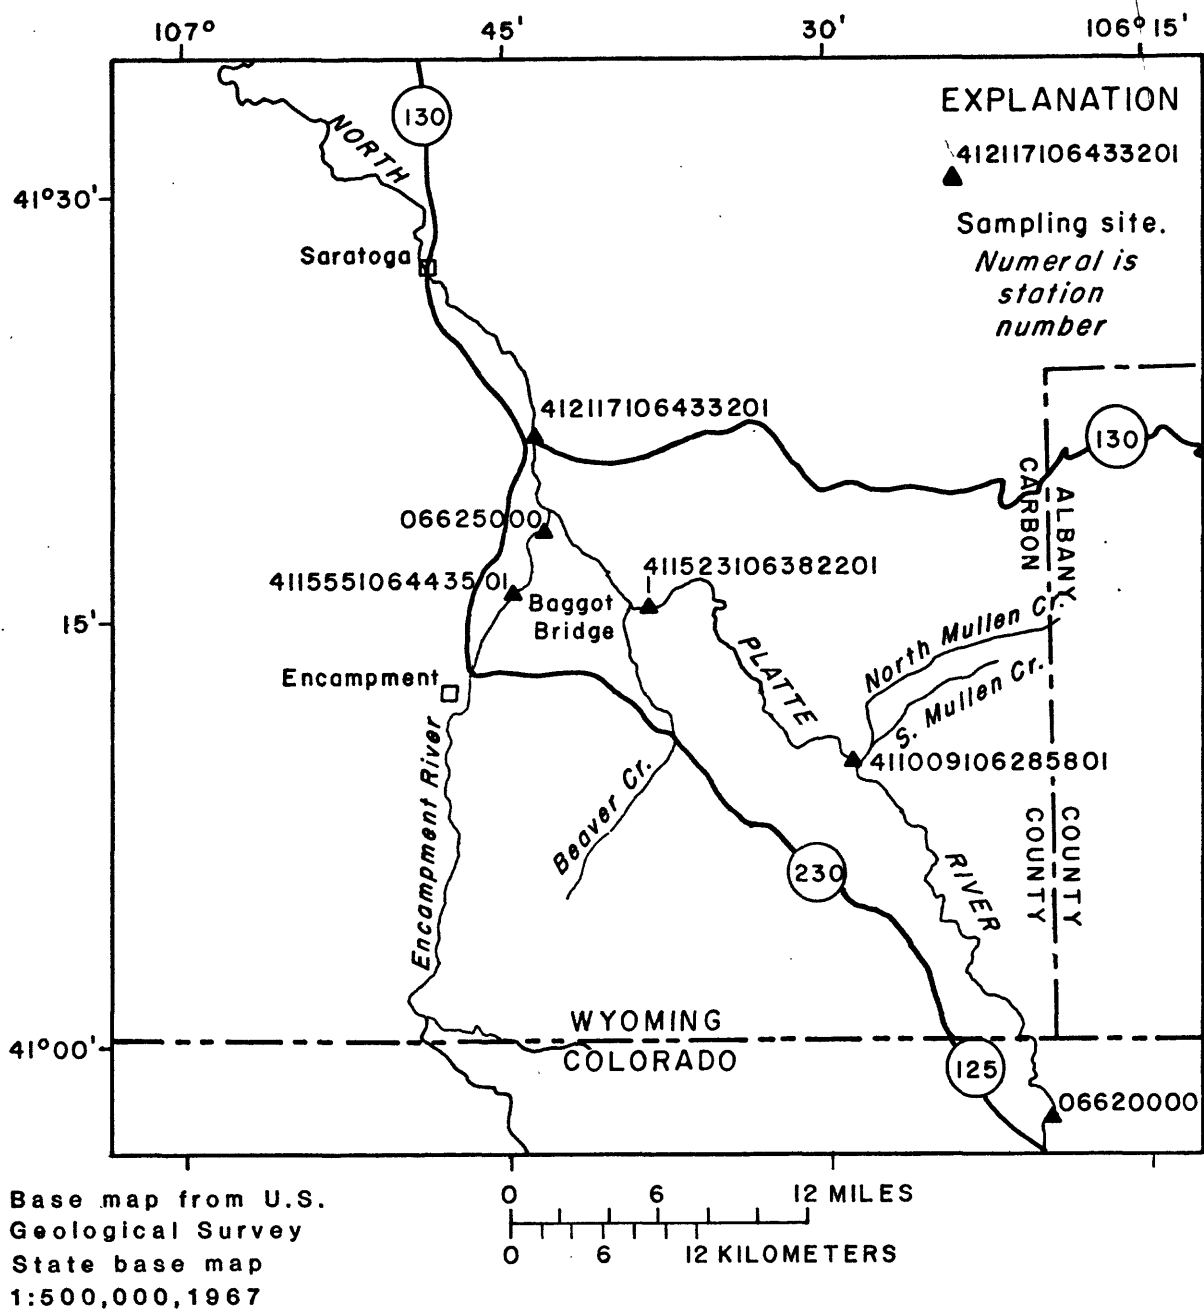 107° 45' 30' 106° 15'
EXPLANATION
412117106433201
Sampling site.
Numeral is
station
number
130
NORTH
41°30'
Saratoga
412117106433201
130
CARBON
ALBANY
06625000
411555106443501
411523106382201
Baggot
Bridge
15'
North Mullen C
PLATTE
S. Mullen Cr.
Encampment
411009106285801
Encampment River
Beaver Cr.
COUNTY
COUNTY
230
RIVER
WYOMING
41°00'
COLORADO
125
06620000
Base map from U.S.
Geological Survey
State base map
1:500,000,1967
0 6 12 MILES
0 6 12 KILOMETERS